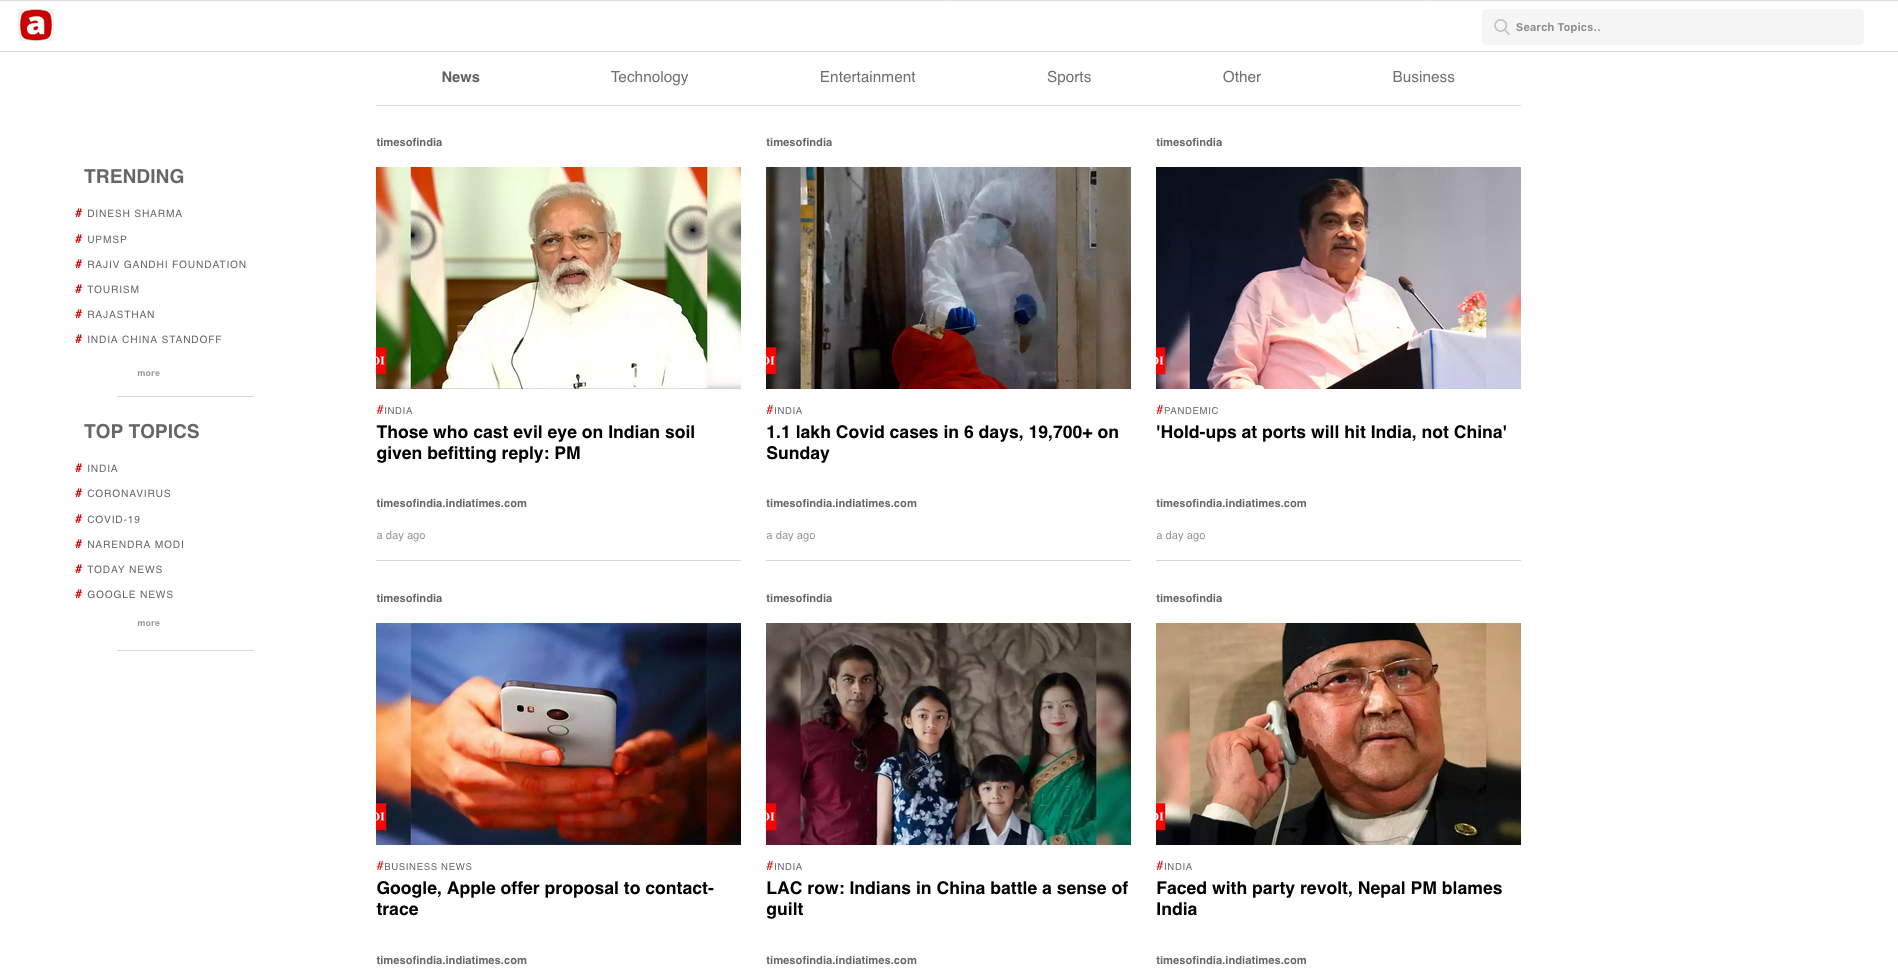 a
Search Topics..
News
Technology
Entertainment
Sports
Other
Business
TRENDING
# DINESH SHARMA
# UPMSP
# RAJIV GANDHI FOUNDATION
# TOURISM
# RAJASTHAN
# INDIA CHINA STANDOFF
more
TOP TOPICS
# INDIA
# CORONAVIRUS
# COVID-19
# NARENDRA MODI
# TODAY NEWS
# GOOGLE NEWS
more
timesofindia
OI
#INDIA
Those who cast evil eye on Indian soil
given befitting reply: PM
timesofindia.indiatimes.com
a day ago
timesofindia
OI
#INDIA
1.1 lakh Covid cases in 6 days, 19,700+ on
Sunday
timesofindia.indiatimes.com
a day ago
timesofindia
OI
#PANDEMIC
'Hold-ups at ports will hit India, not China'
timesofindia.indiatimes.com
a day ago
timesofindia
OI
#BUSINESS NEWS
Google, Apple offer proposal to contact-
trace
timesofindia.indiatimes.com
timesofindia
OI
#INDIA
LAC row: Indians in China battle a sense of
guilt
timesofindia.indiatimes.com
timesofindia
OI
#INDIA
Faced with party revolt, Nepal PM blames
India
timesofindia.indiatimes.com